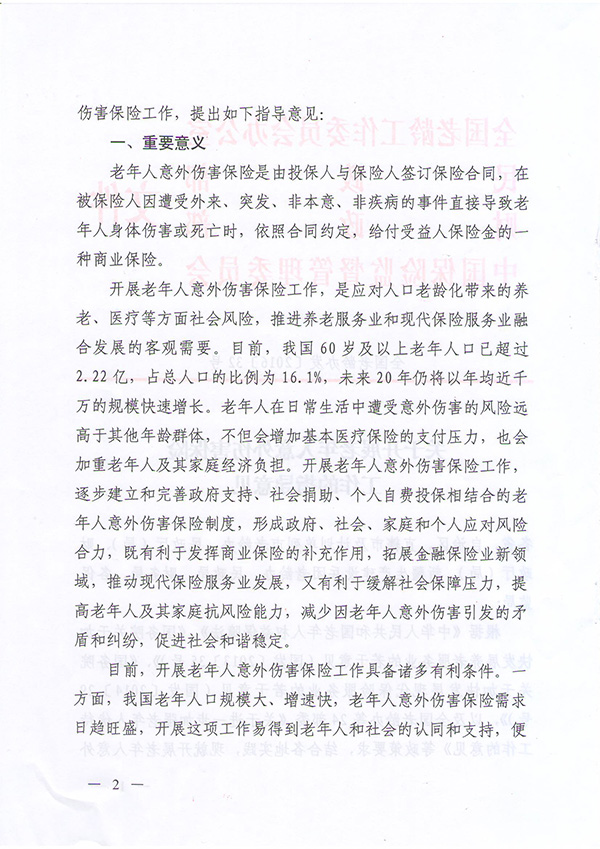 伤害保险工作，提出如下指导意见：
一、重要意义
老年人意外伤害保险是由投保人与保险人签订保险合同，在
被保险人因遭受外来、突发、非本意、非疾病的事件直接导致老
年人身体伤害或死亡时，依照合同约定，给付受益人保险金的一
种商业保险。
开展老年人意外伤害保险工作，是应对人口老龄化带来的养
老、医疗等方面社会风险，推进养老服务业和现代保险服务业融
合发展的客观需要。目前，我国 60 岁及以上老年人口已超过
2.22 亿，占总人口的比例为 16.1%，未来 20 年仍将以年均近千
万的规模快速增长。老年人在日常生活中遭受意外伤害的风险远
高于其他年龄群体，不但会增加基本医疗保险的支付压力，也会
加重老年人及其家庭经济负担。开展老年人意外伤害保险工作，
逐步建立和完善政府支持、社会捐助、个人自费投保相结合的老
年人意外伤害保险制度，形成政府、社会、家庭和个人应对风险
合力，既有利于发挥商业保险的补充作用，拓展金融保险业新领
域，推动现代保险服务业发展，又有利于缓解社会保障压力，提
高老年人及其家庭抗风险能力，减少因老年人意外伤害引发的矛
盾和纠纷，促进社会和谐稳定。
目前，开展老年人意外伤害保险工作具备诸多有利条件。一
方面，我国老年人口规模大、增速快，老年人意外伤害保险需求
日趋旺盛，开展这项工作易得到老年人和社会的认同和支持，便
— 2 —